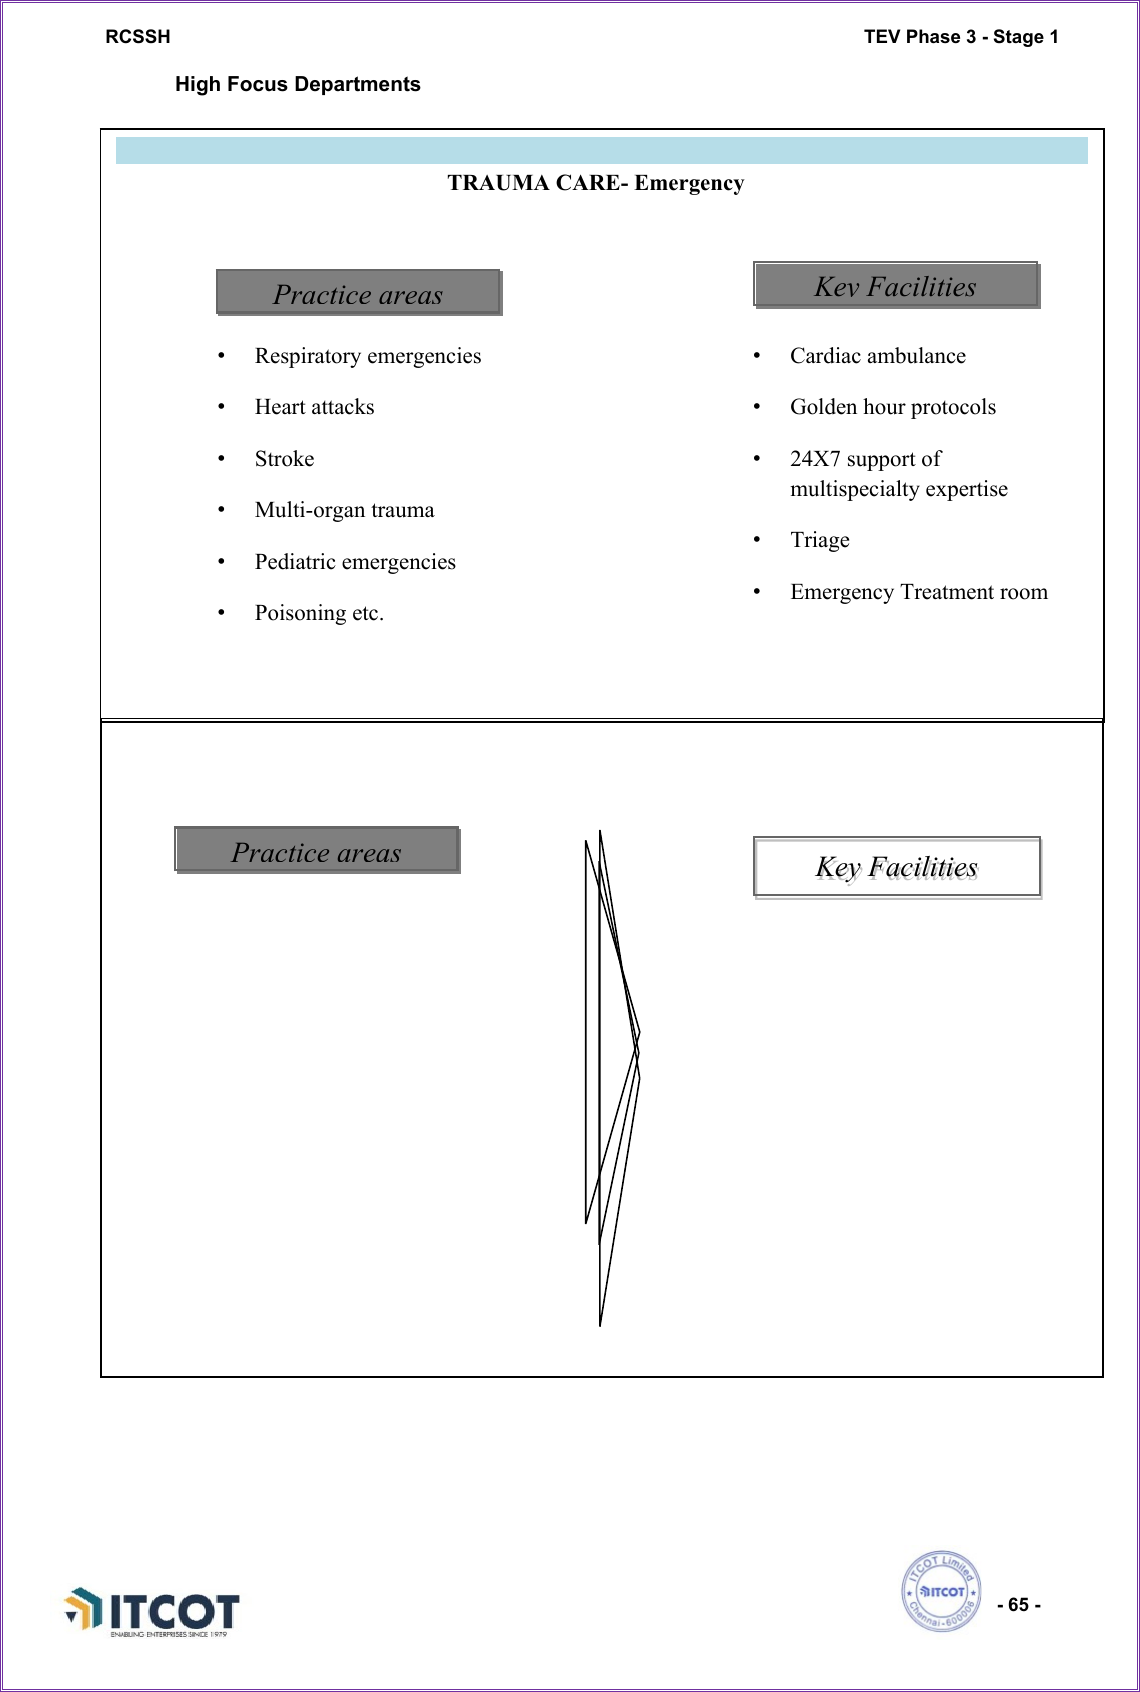 RCSSH
TEV Phase 3 - Stage 1
High Focus Departments
TRAUMA CARE- Emergency
Practice areas
• Respiratory emergencies
• Heart attacks
• Stroke
• Multi-organ trauma
• Pediatric emergencies
• Poisoning etc.
Key Facilities
• Cardiac ambulance
• Golden hour protocols
• 24X7 support of
multispecialty expertise
• Triage
• Emergency Treatment room
Practice areas
Key Facilities
ITCOT
ENABLING ENTERPRISES SINCE 1979
ITCOT Limited
ITCOT
Chennai-600006
- 65 -